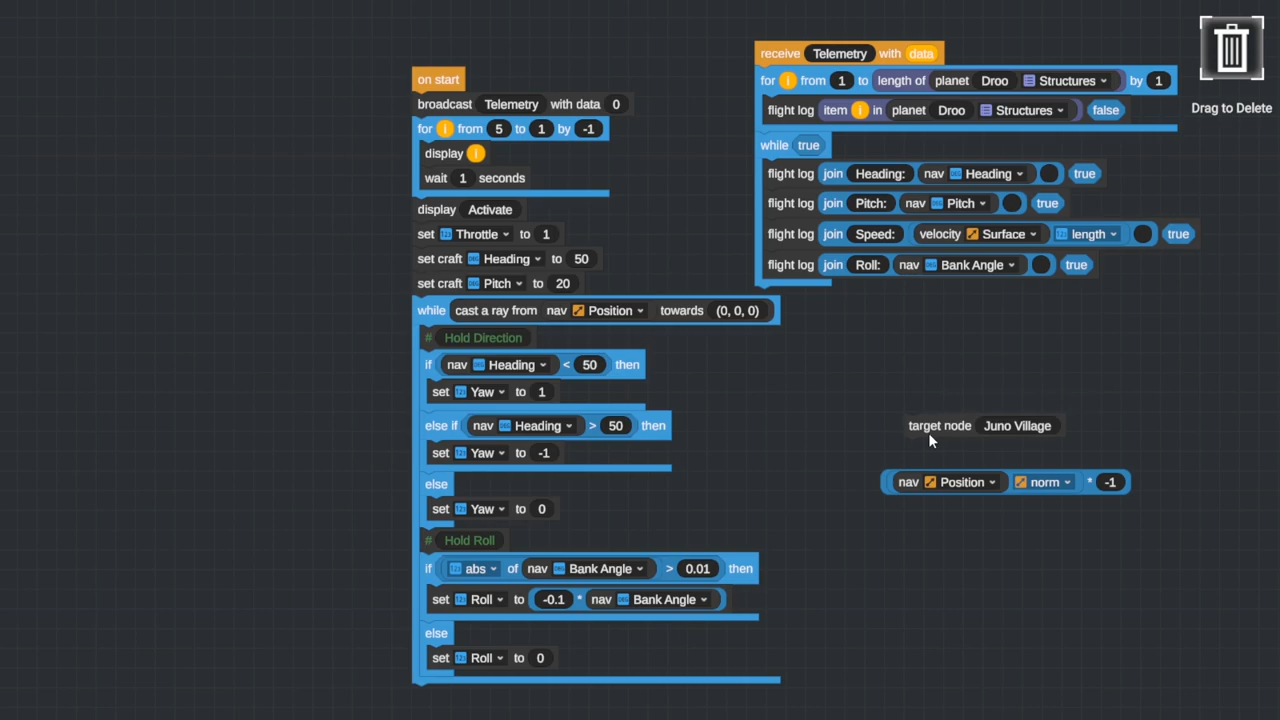 on start
broadcast Telemetry with data 0
for i from 5 to 1 by -1
display i
wait 1 seconds
display Activate
set Throttle to 1
set craft Heading to 50
set craft Pitch to 20
while cast a ray from nav Position towards (0, 0, 0)
# Hold Direction
if nav Heading < 50 then
set Yaw to 1
else if nav Heading > 50 then
set Yaw to -1
else
set Yaw to 0
# Hold Roll
if abs of nav Bank Angle > 0.01 then
set Roll to -0.1 * nav Bank Angle
else
set Roll to 0
receive Telemetry with data
for i from 1 to length of planet Droo Structures by 1
flight log item i in planet Droo Structures false
while true
flight log join Heading: nav Heading true
flight log join Pitch: nav Pitch true
flight log join Speed: velocity Surface length true
flight log join Roll: nav Bank Angle true
target node Juno Village
nav Position norm * -1
Drag to Delete